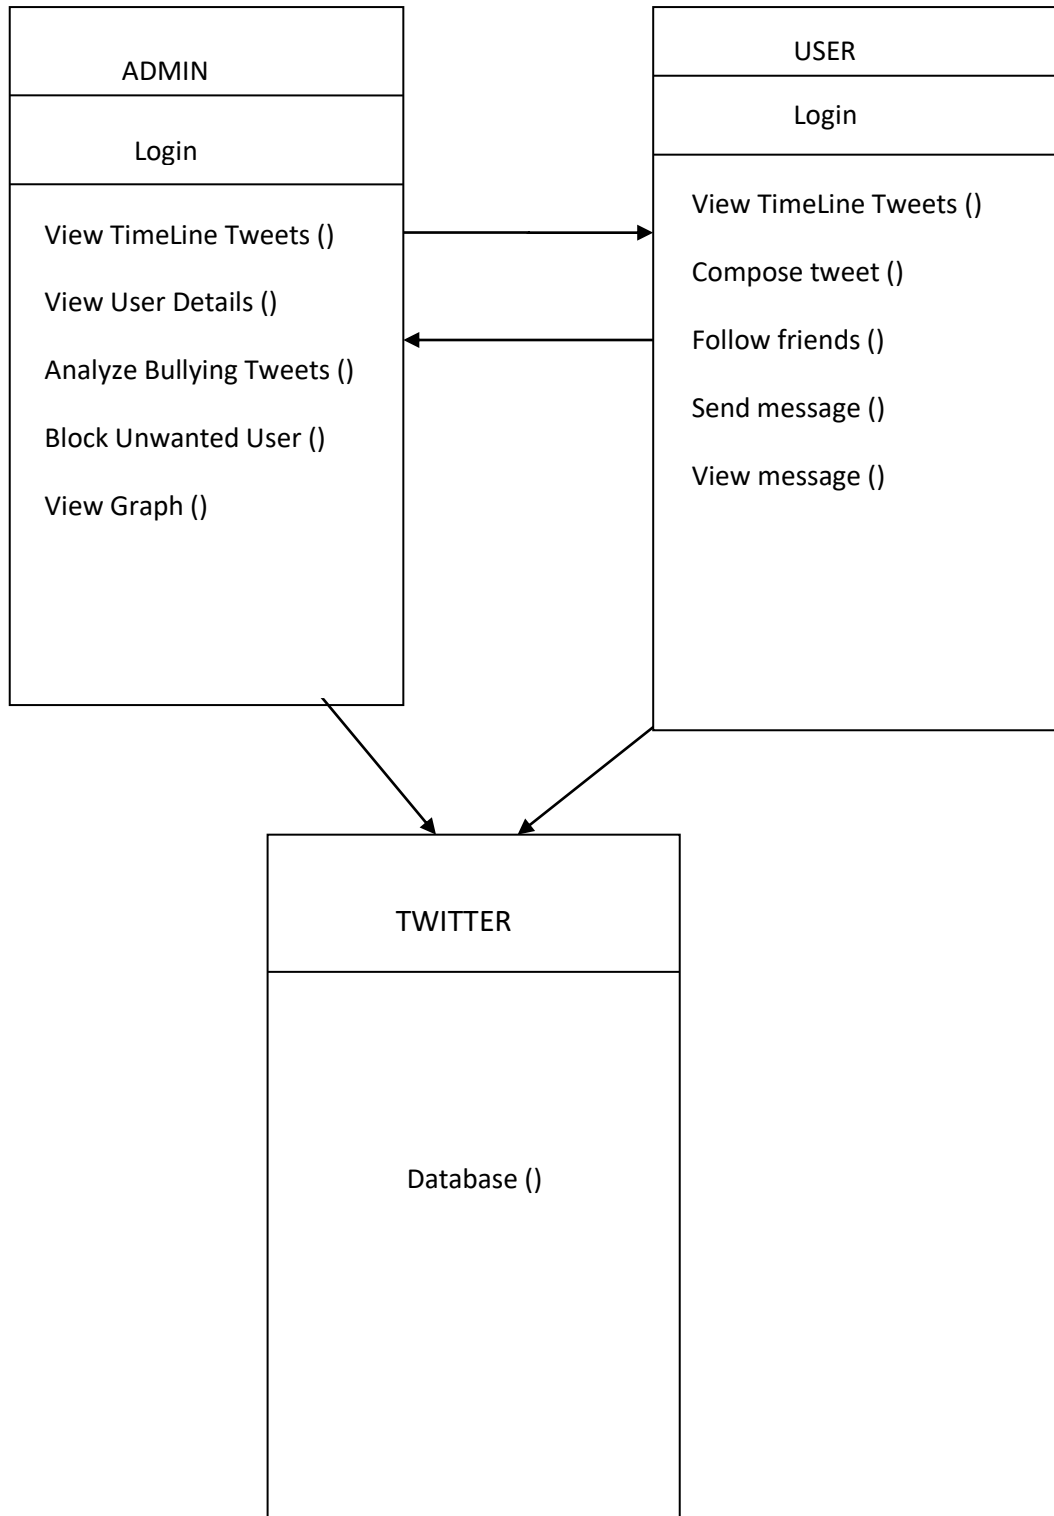 ADMIN
Login
View TimeLine Tweets ()
View User Details ()
Analyze Bullying Tweets ()
Block Unwanted User ()
View Graph ()
USER
Login
View TimeLine Tweets ()
Compose tweet ()
Follow friends ()
Send message ()
View message ()
TWITTER
Database ()